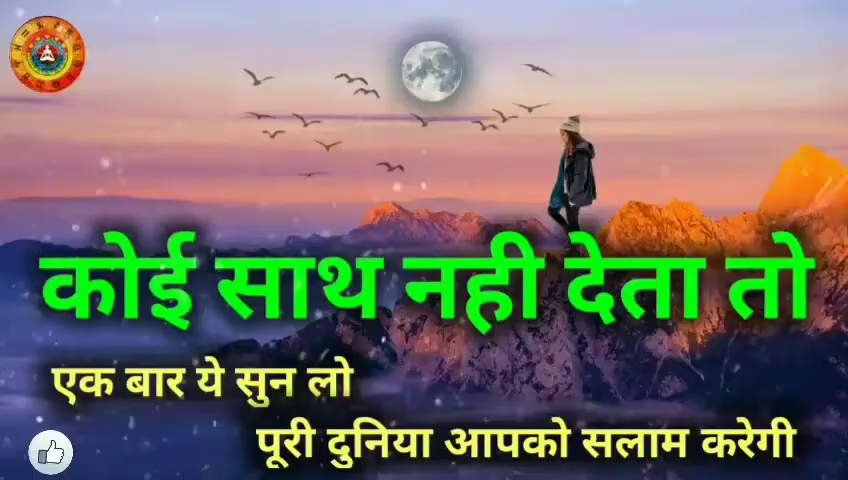 कोई साथ नही देता तो
एक बार ये सुन लो
पूरी दुनिया आपको सलाम करेगी